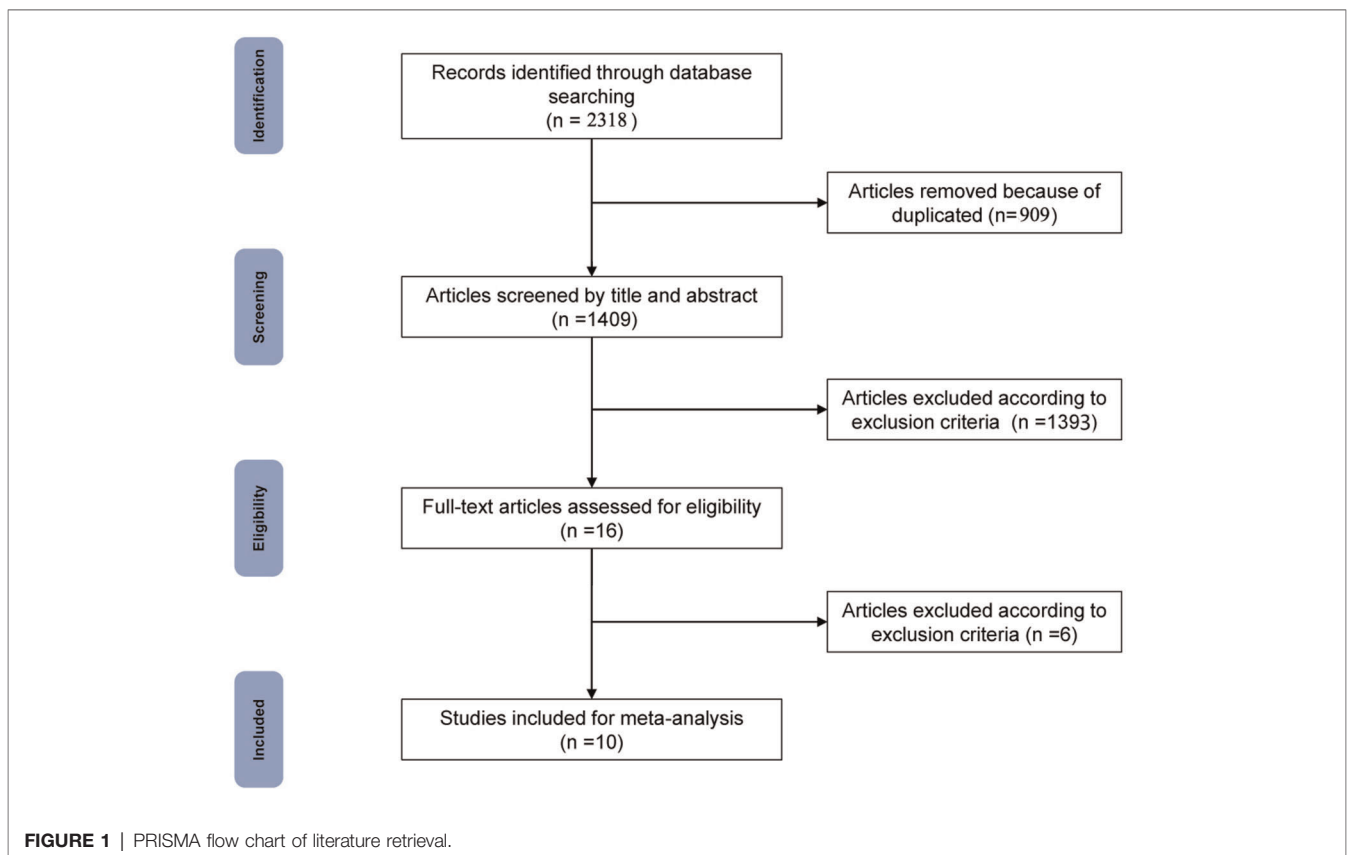 Identification
Records identified through database
searching
(n = 2318 )
Articles removed because of
duplicated (n=909)
Screening
Articles screened by title and abstract
(n =1409)
Articles excluded according to
exclusion criteria (n =1393)
Eligibility
Full-text articles assessed for eligibility
(n =16)
Articles excluded according to
exclusion criteria (n =6)
Included
Studies included for meta-analysis
(n =10)
FIGURE 1 | PRISMA flow chart of literature retrieval.